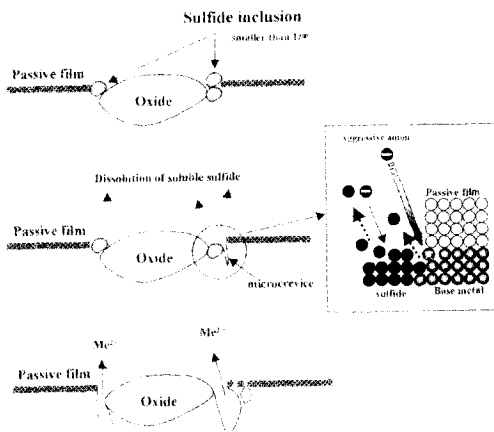 Sulfide inclusion
smaller than 1㎛
Passive film
Oxide
aggressive anion
Dissolution of soluble sulfide
Passive film
Passive film
Oxide
microcrevice
sulfide
Base metal
Me²⁺
Me²⁺
Passive film
Oxide